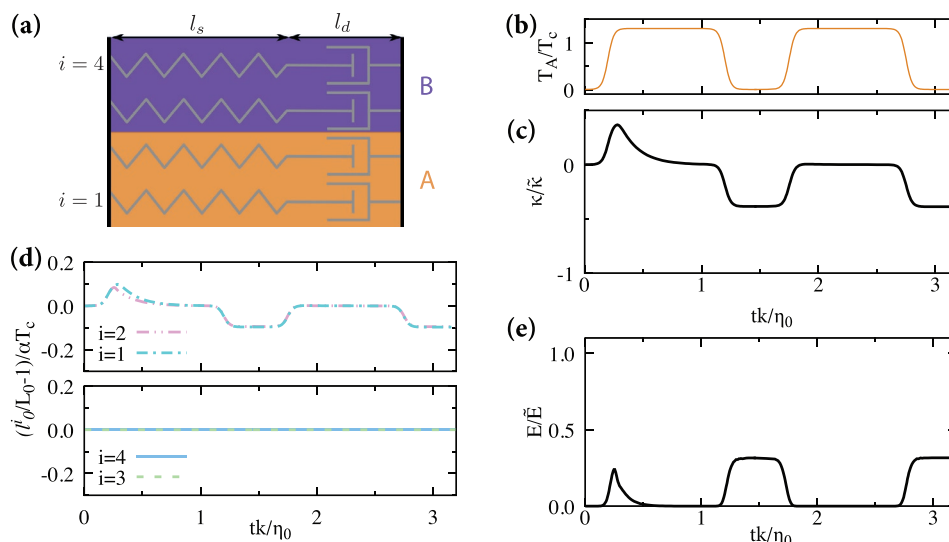 (a)
l_s
l_d
i = 4
B
A
i = 1
(b)
T_A/T_c
1
0
(c)
κ/κ̃
0
-1
0
1
2
3
tk/η_0
(d)
(l^i_0/L_0-1)/αT_c
0.2
0.0
-0.2
i=2
i=1
0.2
0.0
-0.2
i=4
i=3
0
1
2
3
tk/η_0
(e)
E/Ẽ
1.0
0.5
0.0
0
1
2
3
tk/η_0